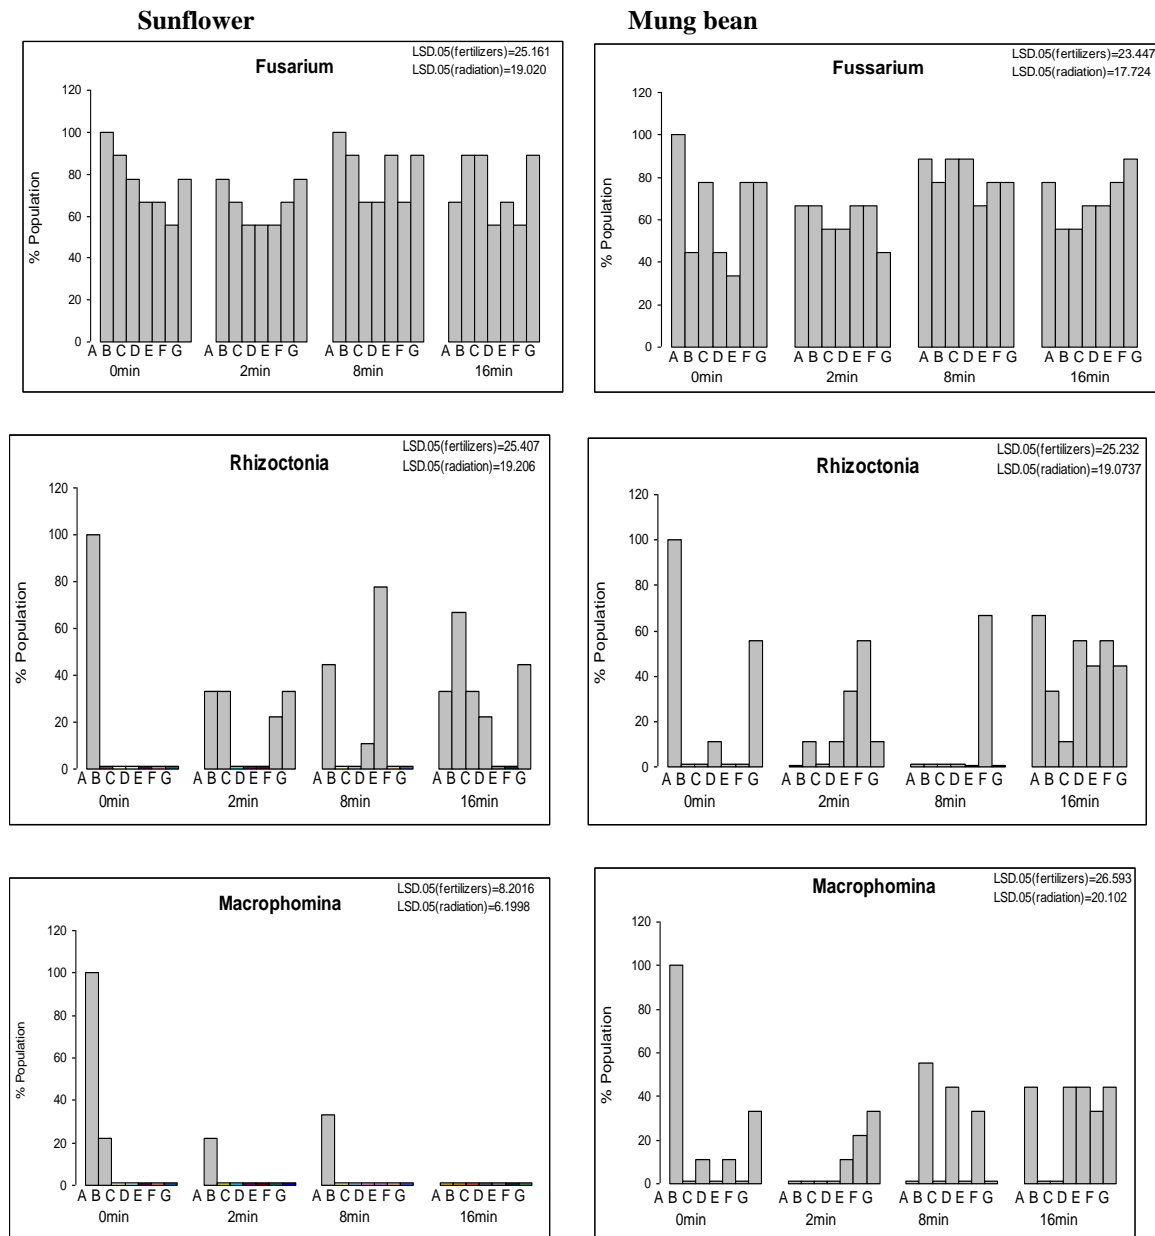 Sunflower
Mung bean
LSD.05(fertilizers)=25.161
Fusarium
LSD.05(radiation)=19.020
% Population
120
100
80
60
40
20
0
A B C D E F G A B C D E F G A B C D E F G A B C D E F G
0min 2min 8min 16min
LSD.05(fertilizers)=23.447
Fussarium
LSD.05(radiation)=17.724
% Population
120
100
80
60
40
20
0
A B C D E F G A B C D E F G A B C D E F G A B C D E F G
0min 2min 8min 16min
LSD.05(fertilizers)=25.407
Rhizoctonia
LSD.05(radiation)=19.206
% Population
120
100
80
60
40
20
0
A B C D E F G A B C D E F G A B C D E F G A B C D E F G
0min 2min 8min 16min
LSD.05(fertilizers)=25.232
Rhizoctonia
LSD.05(radiation)=19.0737
% Population
120
100
80
60
40
20
0
A B C D E F G A B C D E F G A B C D E F G A B C D E F G
0min 2min 8min 16min
LSD.05(fertilizers)=8.2016
Macrophomina
LSD.05(radiation)=6.1998
% Population
120
100
80
60
40
20
0
A B C D E F G A B C D E F G A B C D E F G A B C D E F G
0min 2min 8min 16min
LSD.05(fertilizers)=26.593
Macrophomina
LSD.05(radiation)=20.102
% Population
120
100
80
60
40
20
0
A B C D E F G A B C D E F G A B C D E F G A B C D E F G
0min 2min 8min 16min